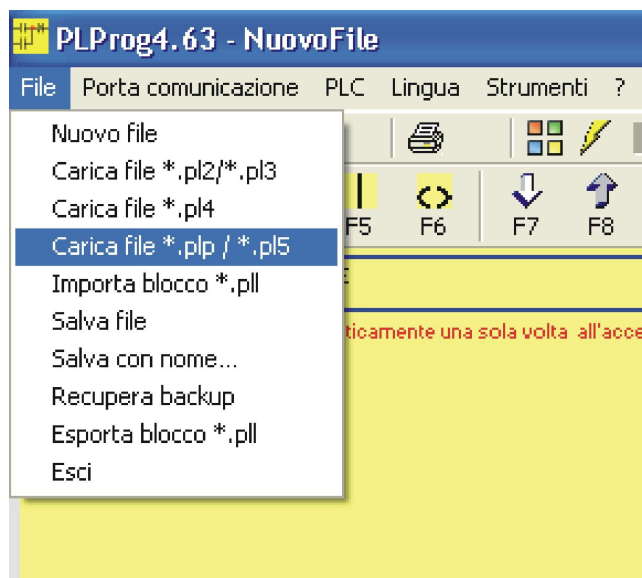 PLProg4.63 - NuovoFile
File Porta comunicazione PLC Lingua Strumenti ?
Nuovo file
Carica file *.pl2/*.pl3
Carica file *.pl4
F5 F6 F7 F8
Carica file *.plp / *.pl5
Importa blocco *.pll
Salva file
ticamente una sola volta all'acce
Salva con nome...
Recupera backup
Esporta blocco *.pll
Esci